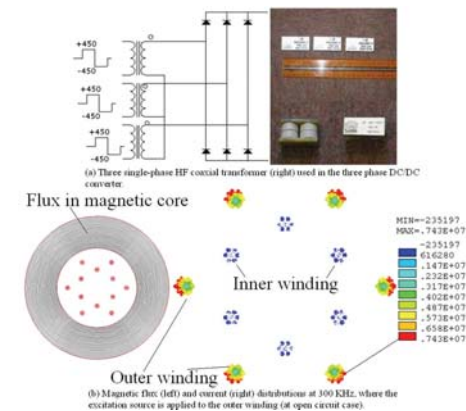 +450
-450
+450
-450
+450
-450
(a) Three single-phase HF coaxial transformer (right) used in the three phase DC/DC
converter.
Flux in magnetic core
Inner winding
Outer winding
MIN=-235197
MAX=.743E+07
-235197
616280
.147E+07
.232E+07
.317E+07
.402E+07
.487E+07
.573E+07
.658E+07
.743E+07
(b) Magnetic flux (left) and current (right) distributions at 300 KHz, where the
excitation source is applied to the outer winding (at open circuit case).